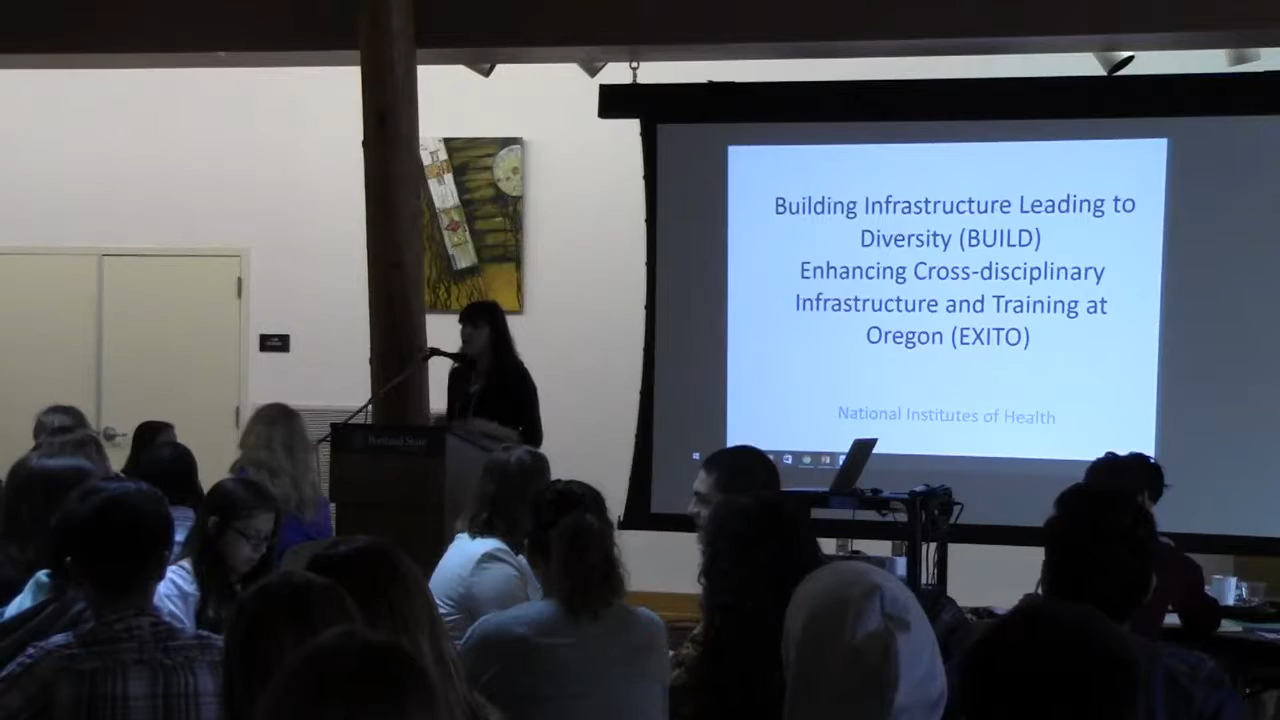 Building Infrastructure Leading to
Diversity (BUILD)
Enhancing Cross-disciplinary
Infrastructure and Training at
Oregon (EXITO)
National Institutes of Health
Portland State